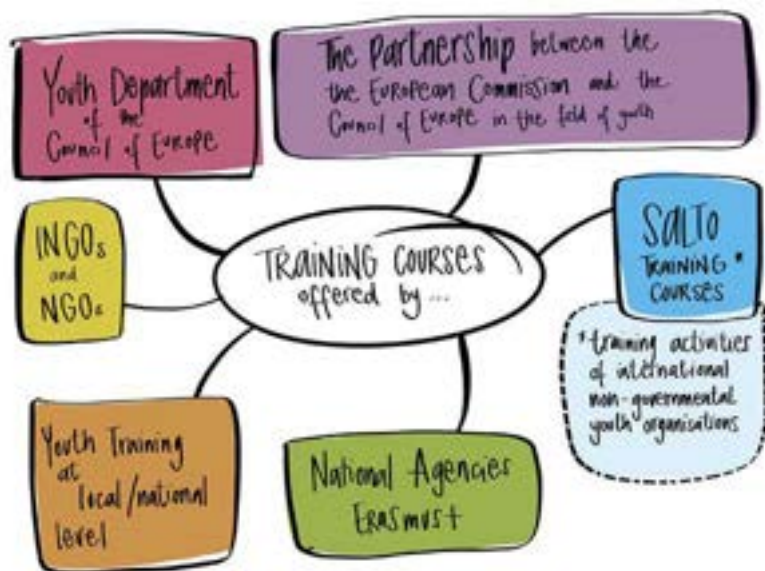 Youth Department
of the
Council of Europe
The Partnership between the
the European Commission and the
Council of Europe in the field of youth
INGOs
and
NGOs
TRAINING COURSES
offered by ...
SALTO
TRAINING *
COURSES
*training activities
of international
non-governmental
youth organisations
Youth Training
at
local/national
level
National Agencies
Erasmus+